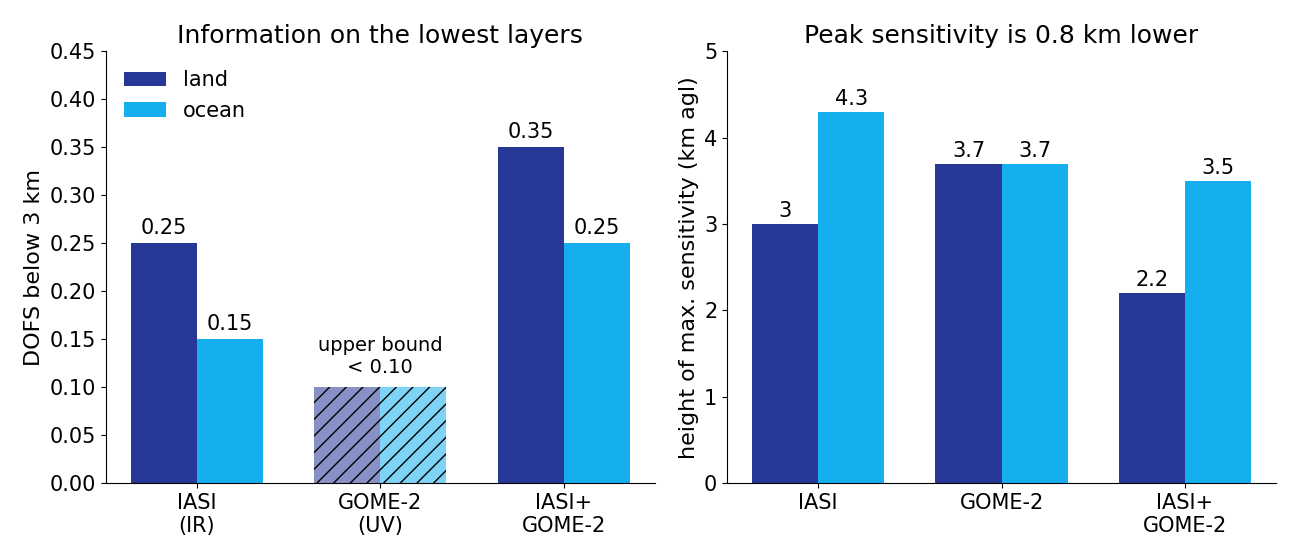 Information on the lowest layers
DOFS below 3 km
0.45
0.40
0.35
0.30
0.25
0.20
0.15
0.10
0.05
0.00
land
ocean
0.25
0.15
upper bound
< 0.10
0.35
0.25
IASI
(IR)
GOME-2
(UV)
IASI+
GOME-2
Peak sensitivity is 0.8 km lower
height of max. sensitivity (km agl)
5
4
3
2
1
0
3
4.3
3.7
3.7
2.2
3.5
IASI
GOME-2
IASI+
GOME-2